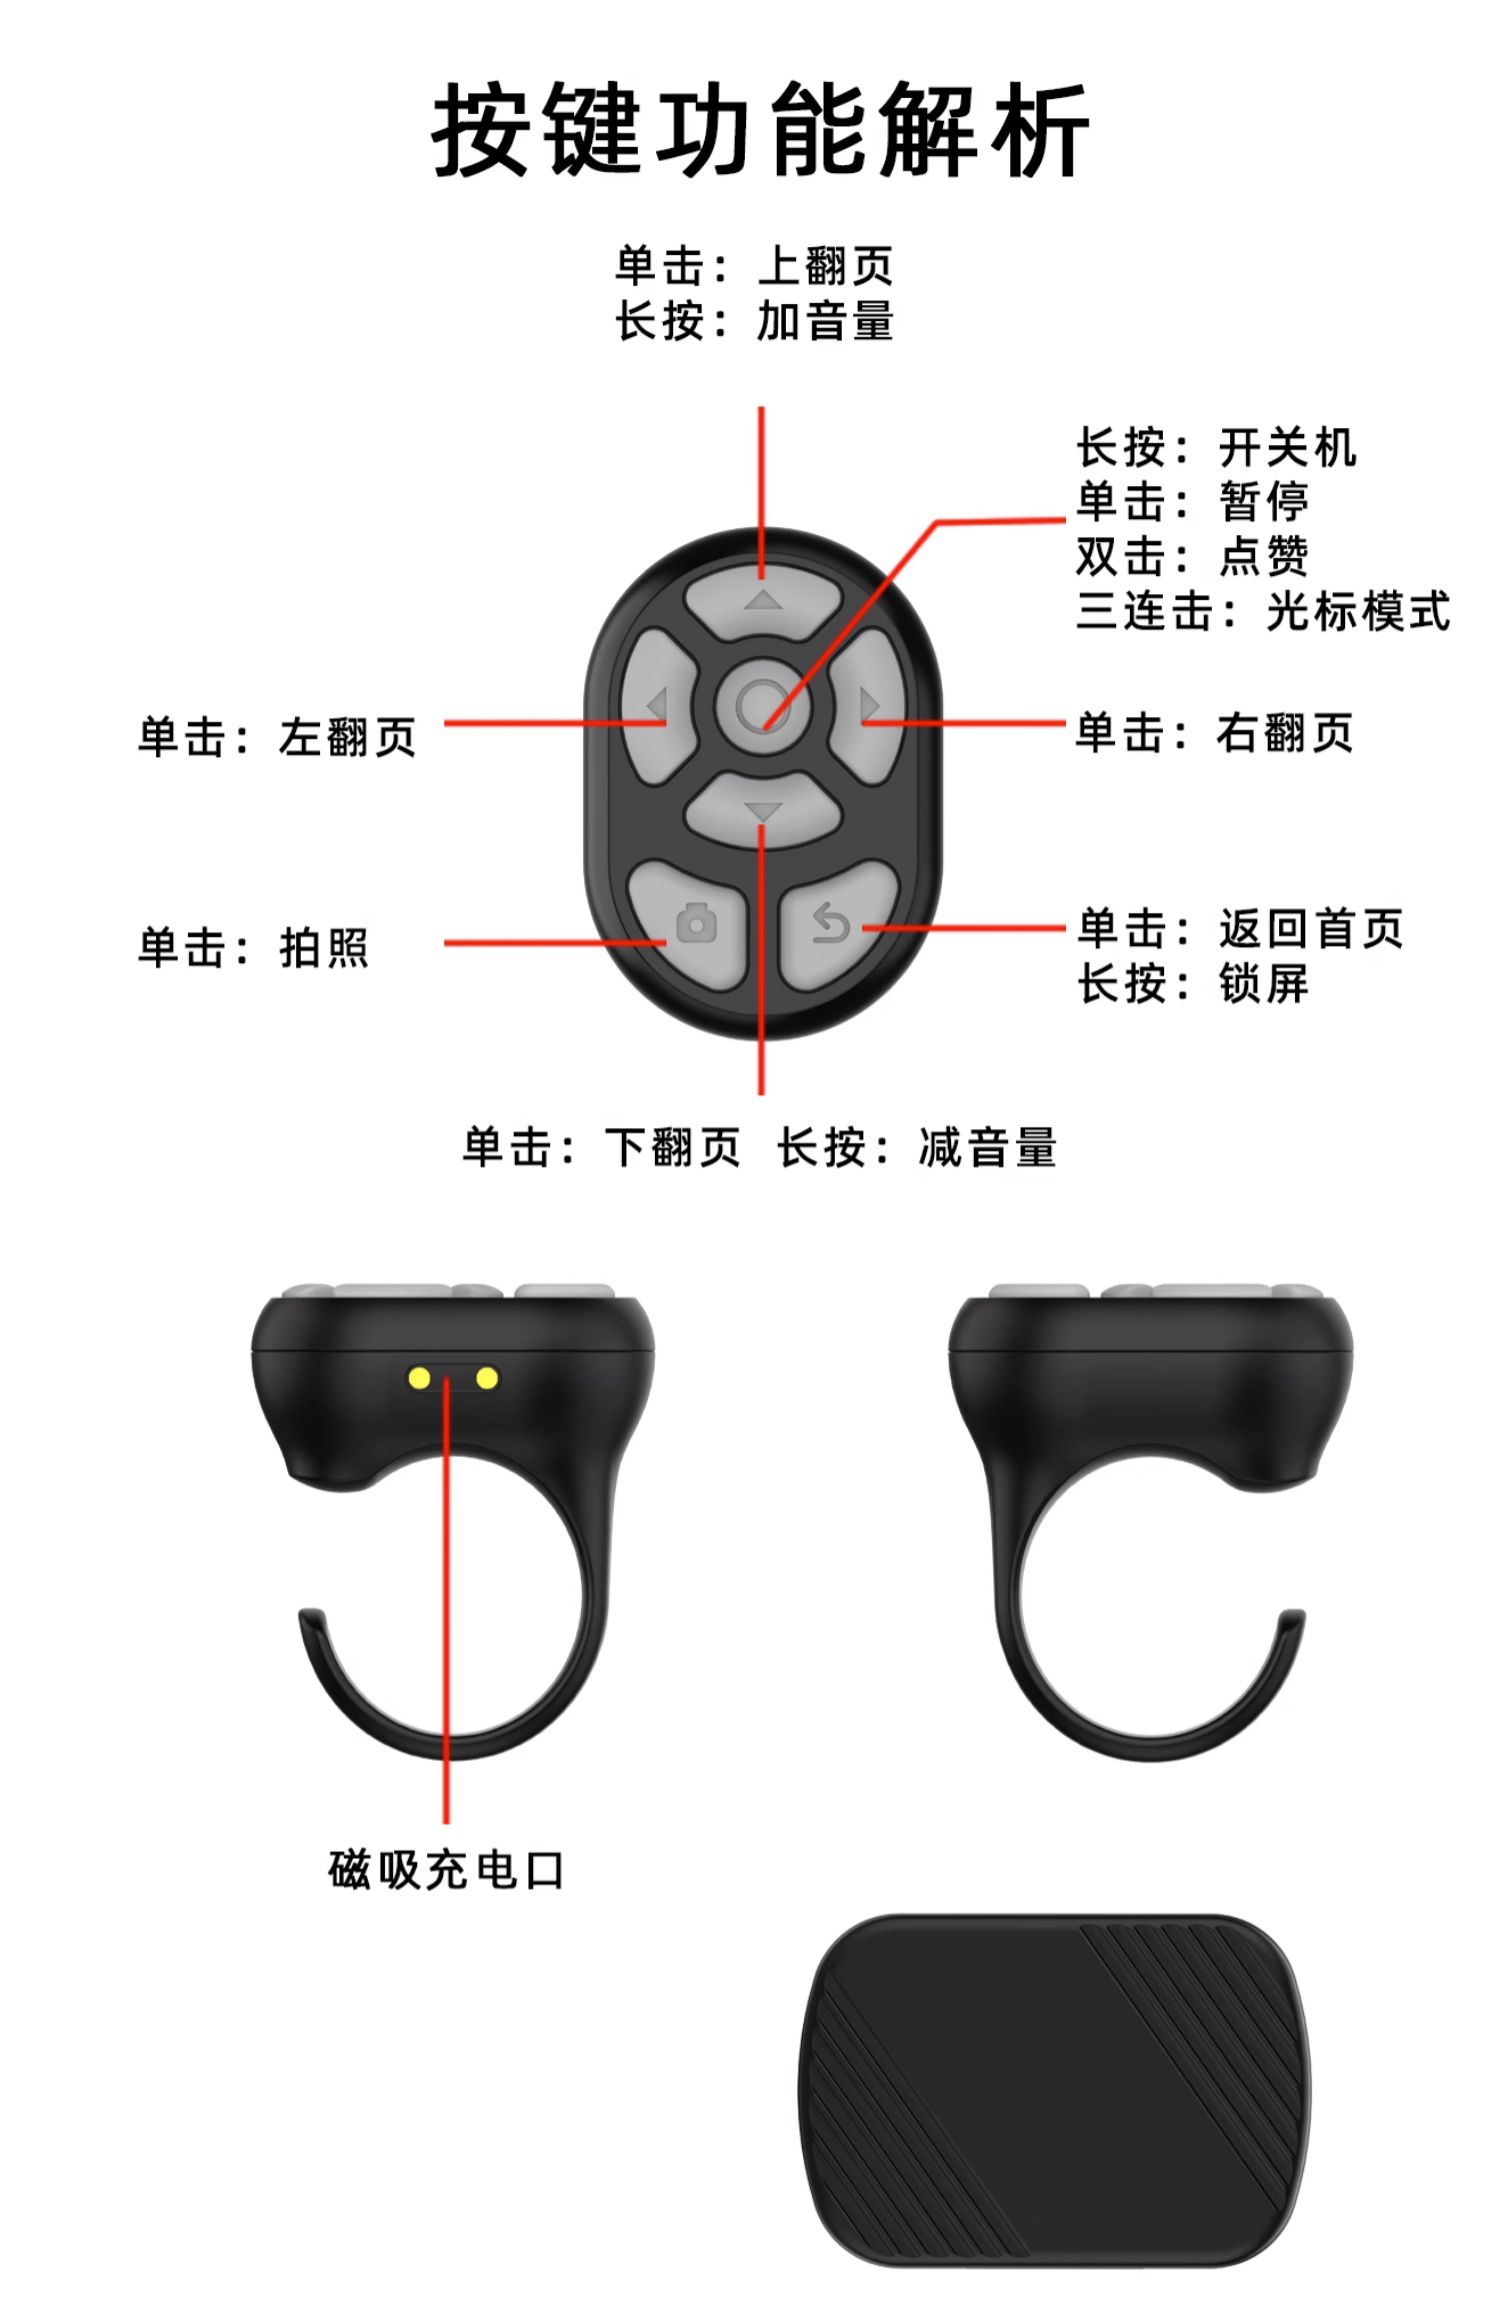 按键功能解析
单击：上翻页
长按：加音量
长按：开关机
单击：暂停
双击：点赞
三连击：光标模式
单击：左翻页
单击：右翻页
单击：拍照
单击：返回首页
长按：锁屏
单击：下翻页 长按：减音量
磁吸充电口